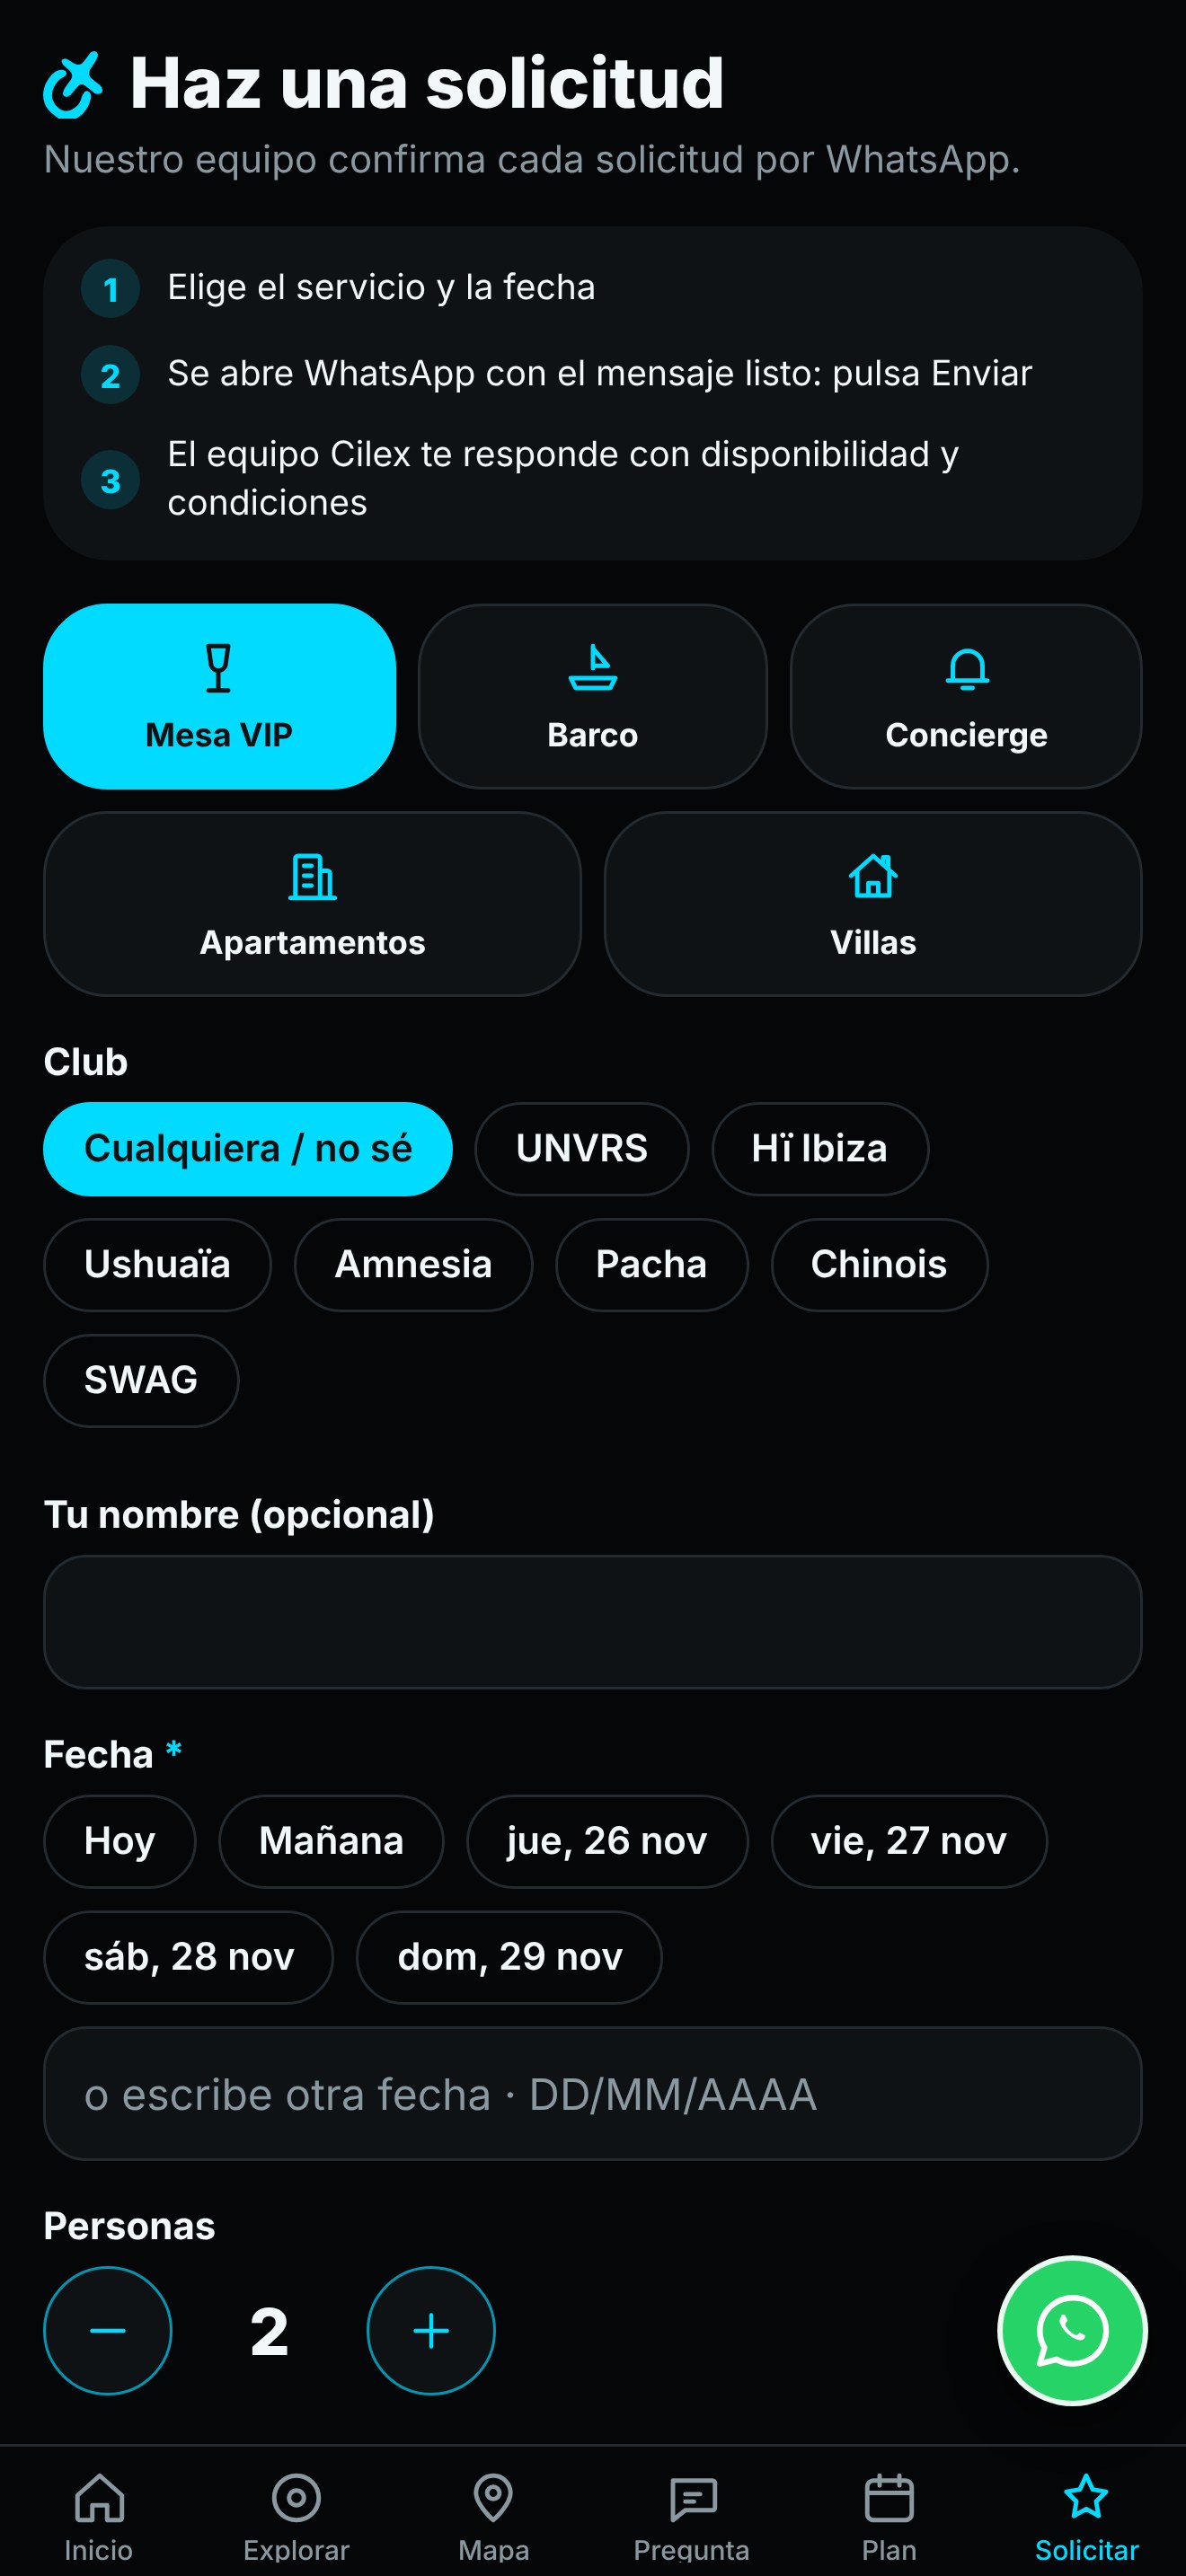 Haz una solicitud
Nuestro equipo confirma cada solicitud por WhatsApp.
1 Elige el servicio y la fecha
2 Se abre WhatsApp con el mensaje listo: pulsa Enviar
3 El equipo Cilex te responde con disponibilidad y
condiciones
Mesa VIP Barco Concierge
Apartamentos Villas
Club
Cualquiera / no sé UNVRS Hï Ibiza
Ushuaïa Amnesia Pacha Chinois
SWAG
Tu nombre (opcional)
Fecha *
Hoy Mañana jue, 26 nov vie, 27 nov
sáb, 28 nov dom, 29 nov
o escribe otra fecha · DD/MM/AAAA
Personas
2
Inicio Explorar Mapa Pregunta Plan Solicitar